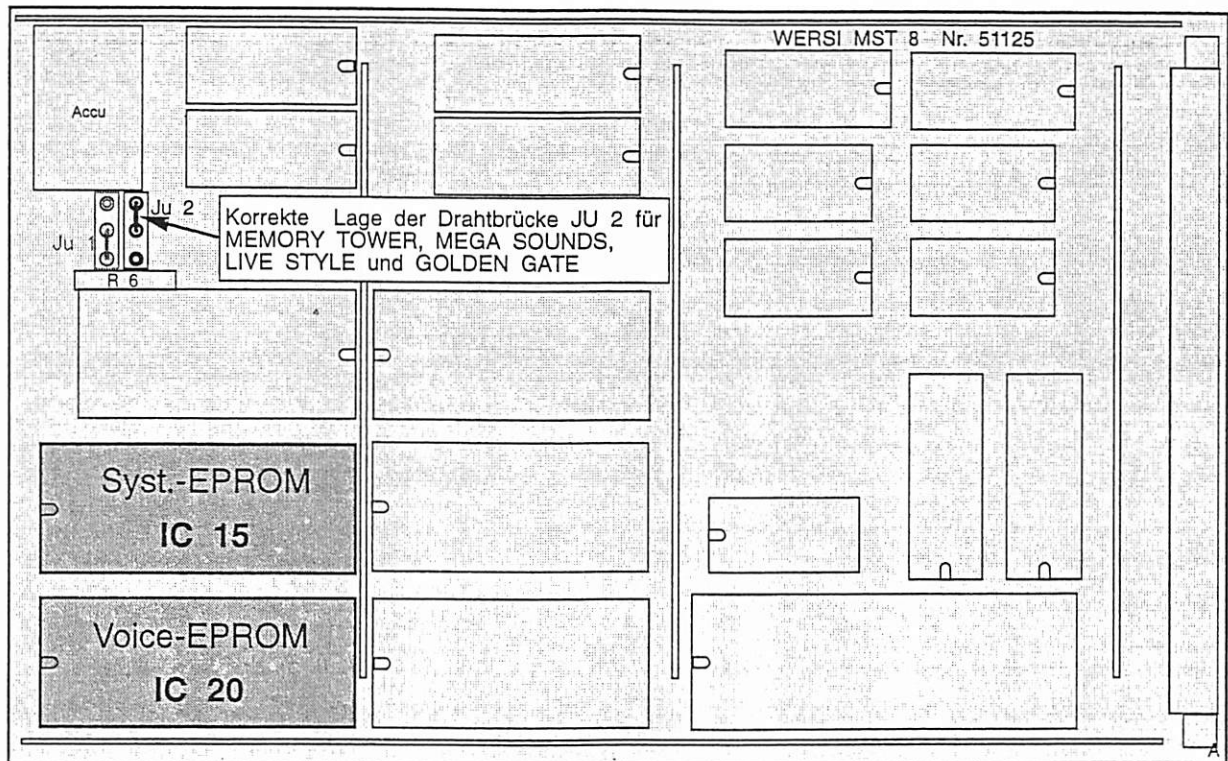 WERSI MST 8 Nr. 51125
Accu
Ju 2
Ju 1
Korrekte Lage der Drahtbrücke JU 2 für
MEMORY TOWER, MEGA SOUNDS,
LIVE STYLE und GOLDEN GATE
R 6
Syst.-EPROM
IC 15
Voice-EPROM
IC 20
A